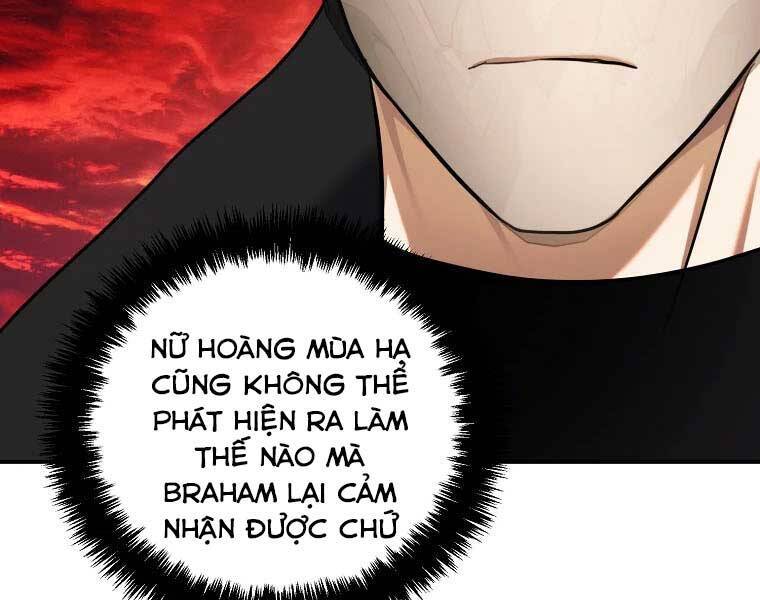 NỮ HOÀNG MÙA HẠ
CŨNG KHÔNG THỂ
PHÁT HIỆN RA LÀM
THẾ NÀO MÀ
BRAHAM LẠI CẢM
NHẬN ĐƯỢC CHỨ